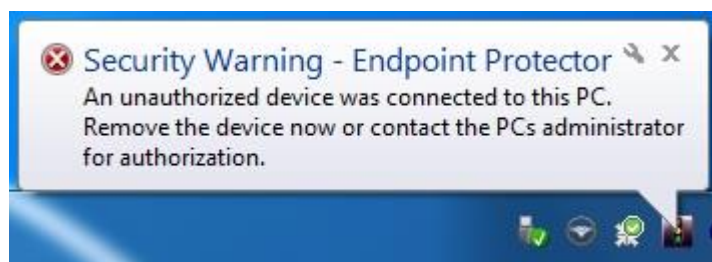 Security Warning - Endpoint Protector
An unauthorized device was connected to this PC.
Remove the device now or contact the PCs administrator
for authorization.